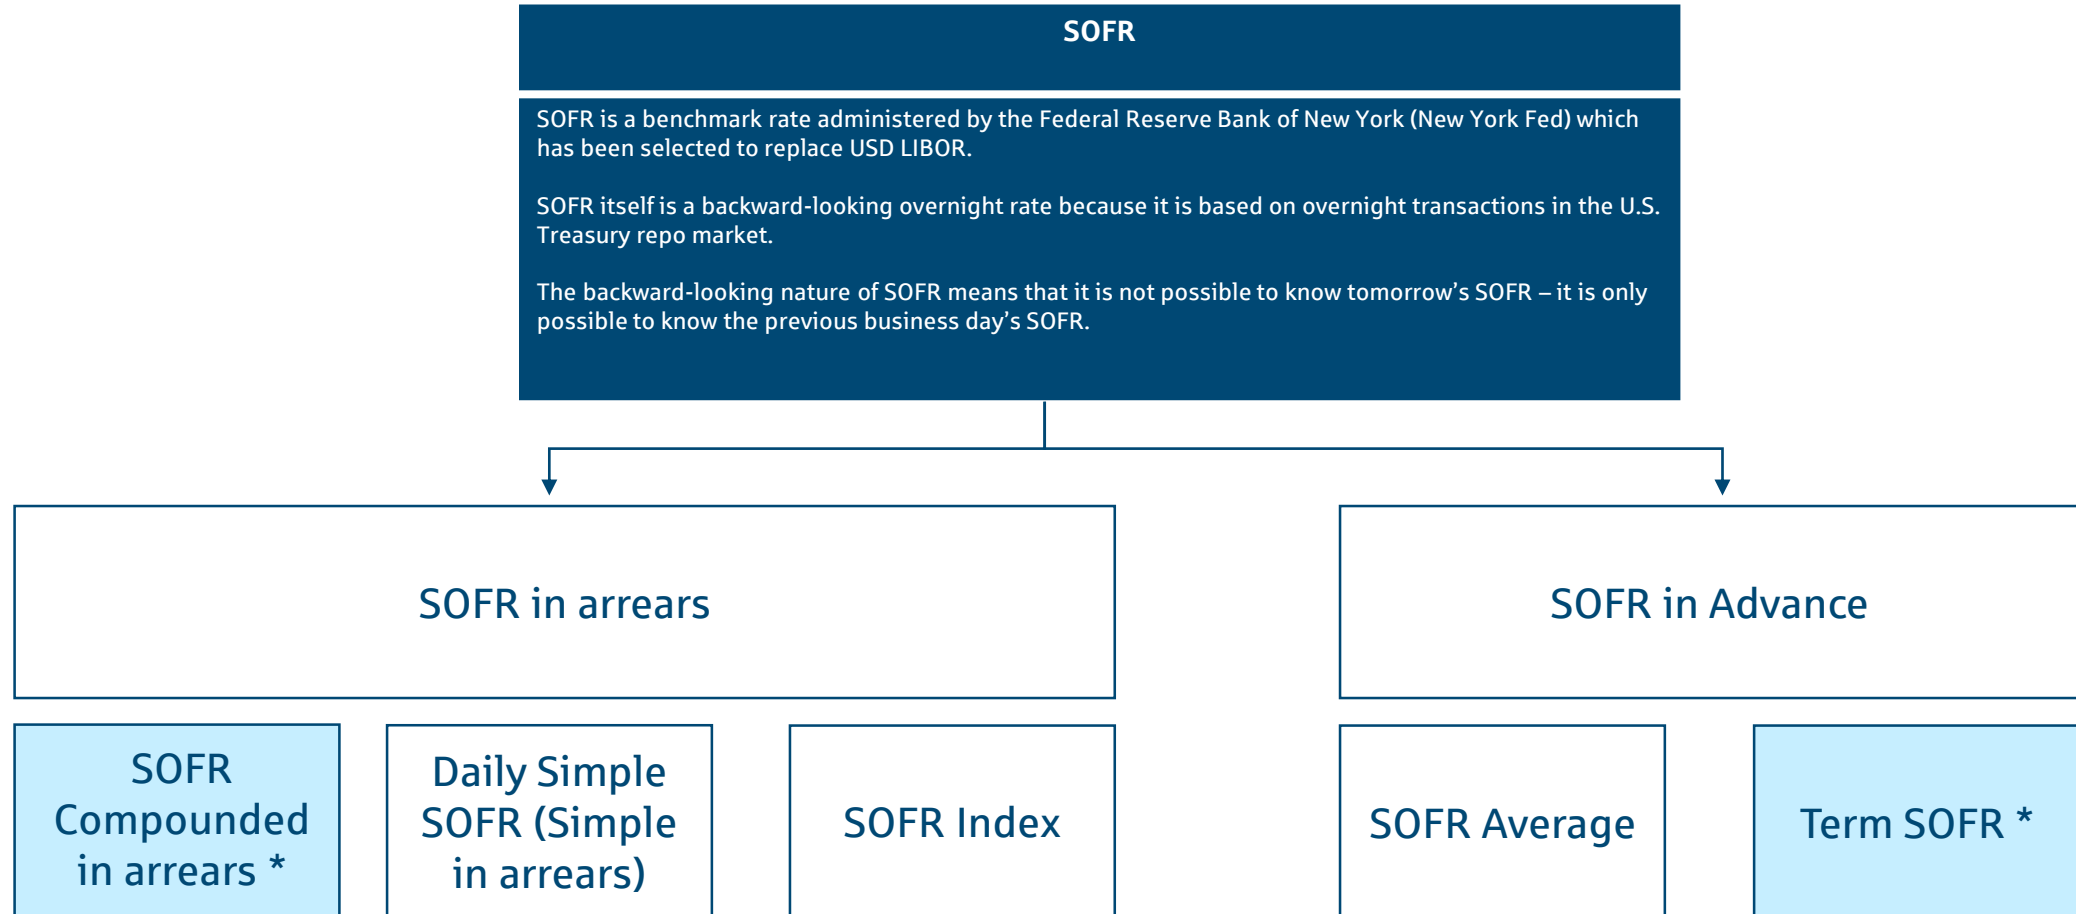 SOFR
SOFR is a benchmark rate administered by the Federal Reserve Bank of New York (New York Fed) which
has been selected to replace USD LIBOR.
SOFR itself is a backward-looking overnight rate because it is based on overnight transactions in the U.S.
Treasury repo market.
The backward-looking nature of SOFR means that it is not possible to know tomorrow’s SOFR – it is only
possible to know the previous business day’s SOFR.
SOFR in arrears
SOFR in Advance
SOFR
Compounded
in arrears *
Daily Simple
SOFR (Simple
in arrears)
SOFR Index
SOFR Average
Term SOFR *